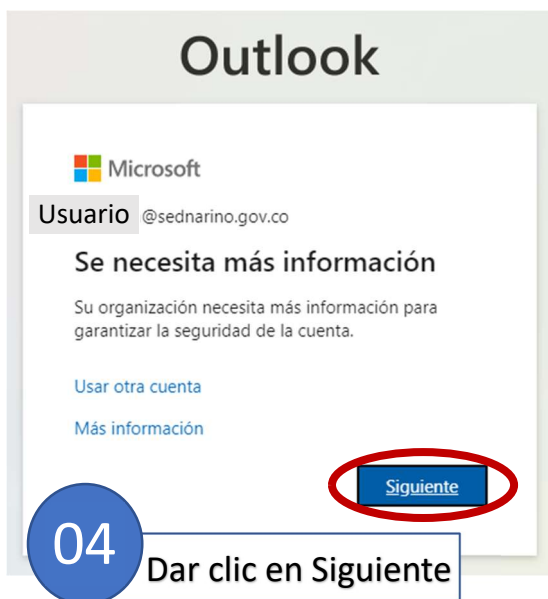 Outlook
Microsoft
Usuario @sednarino.gov.co
Se necesita más información
Su organización necesita más información para
garantizar la seguridad de la cuenta.
Usar otra cuenta
Más información
Siguiente
04
Dar clic en Siguiente